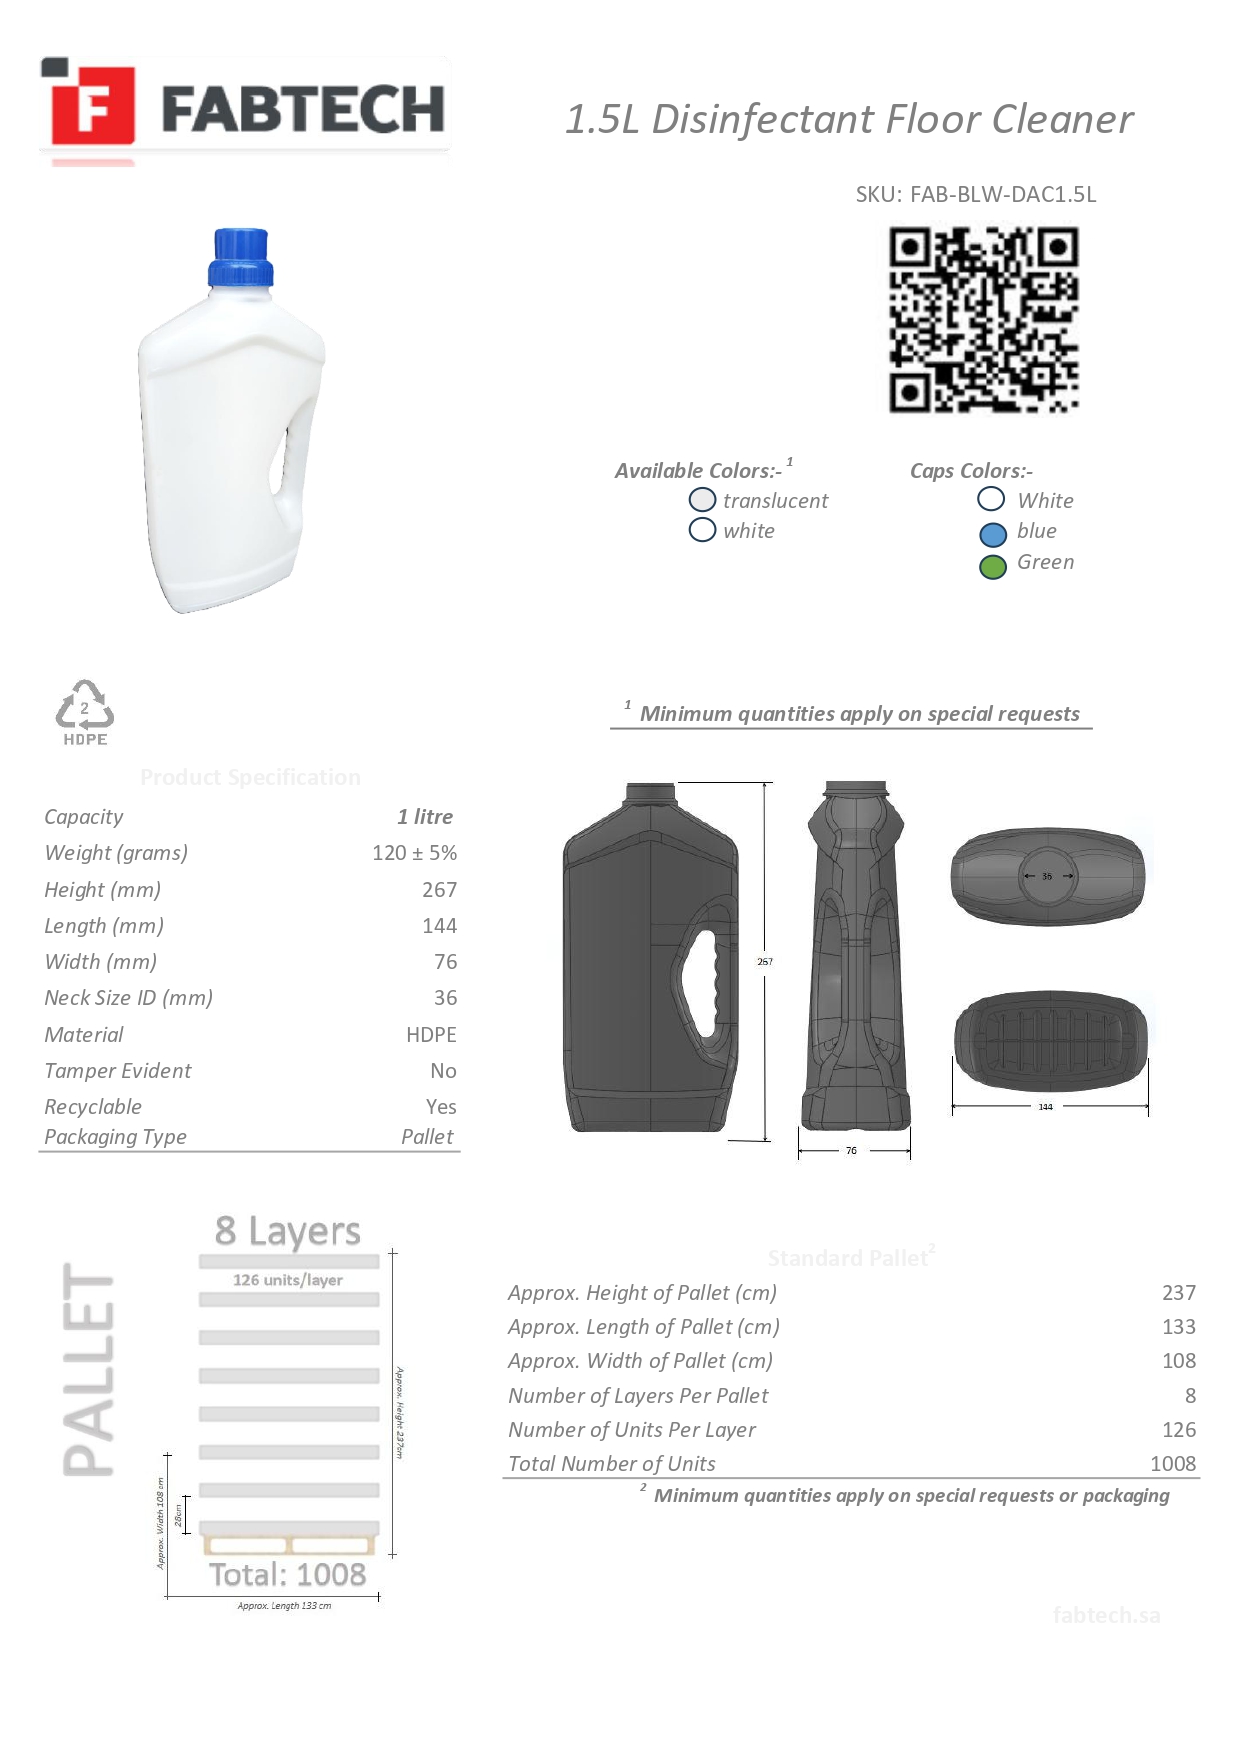 F FABTECH
1.5L Disinfectant Floor Cleaner
SKU: FAB-BLW-DAC1.5L
Available Colors:- 1
translucent
white
Caps Colors:-
White
blue
Green
2
HDPE
1 Minimum quantities apply on special requests
Product Specification
Capacity 1 litre
Weight (grams) 120 ± 5%
Height (mm) 267
Length (mm) 144
Width (mm) 76
Neck Size ID (mm) 36
Material HDPE
Tamper Evident No
Recyclable Yes
Packaging Type Pallet
267
76
36
144
PALLET
8 Layers
126 units/layer
Approx. Height 237cm
Approx. Width 108 cm
28cm
Total: 1008
Approx. Length 133 cm
Standard Pallet2
Approx. Height of Pallet (cm) 237
Approx. Length of Pallet (cm) 133
Approx. Width of Pallet (cm) 108
Number of Layers Per Pallet 8
Number of Units Per Layer 126
Total Number of Units 1008
2 Minimum quantities apply on special requests or packaging
fabtech.sa